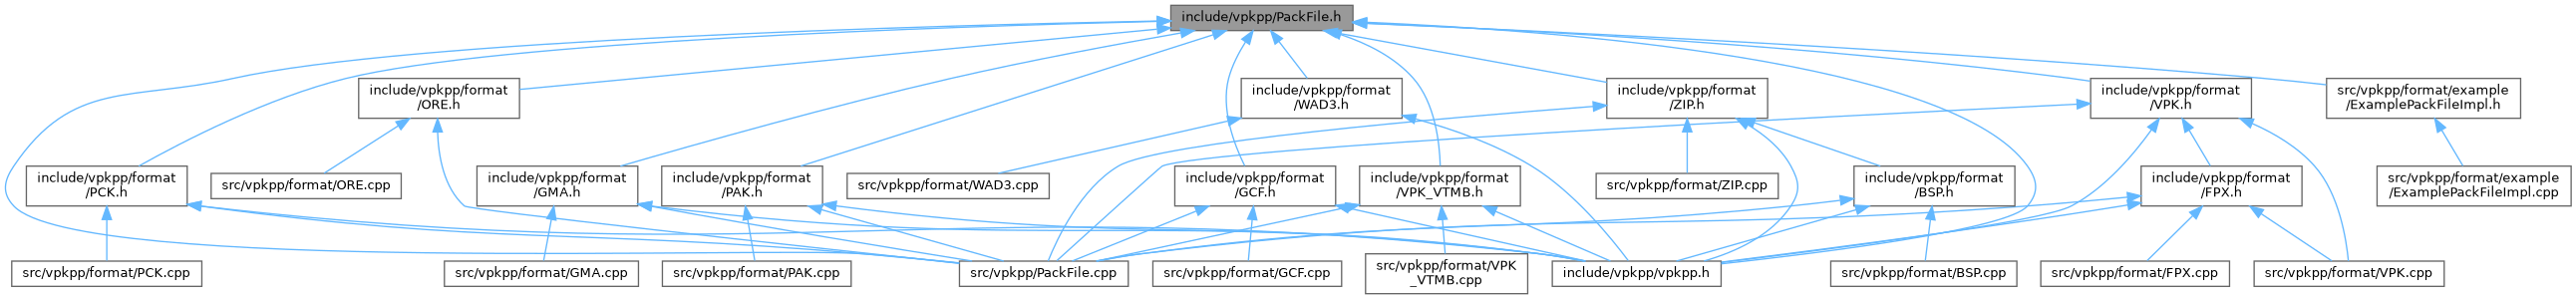 include/vpkpp/PackFile.h
include/vpkpp/format
/ORE.h
include/vpkpp/format
/WAD3.h
include/vpkpp/format
/ZIP.h
include/vpkpp/format
/VPK.h
src/vpkpp/format/example
/ExamplePackFileImpl.h
include/vpkpp/format
/PCK.h
src/vpkpp/format/ORE.cpp
include/vpkpp/format
/GMA.h
include/vpkpp/format
/PAK.h
src/vpkpp/format/WAD3.cpp
include/vpkpp/format
/GCF.h
include/vpkpp/format
/VPK_VTMB.h
src/vpkpp/format/ZIP.cpp
include/vpkpp/format
/BSP.h
include/vpkpp/format
/FPX.h
src/vpkpp/format/example
/ExamplePackFileImpl.cpp
src/vpkpp/format/PCK.cpp
src/vpkpp/format/GMA.cpp
src/vpkpp/format/PAK.cpp
src/vpkpp/PackFile.cpp
src/vpkpp/format/GCF.cpp
src/vpkpp/format/VPK
_VTMB.cpp
include/vpkpp/vpkpp.h
src/vpkpp/format/BSP.cpp
src/vpkpp/format/FPX.cpp
src/vpkpp/format/VPK.cpp